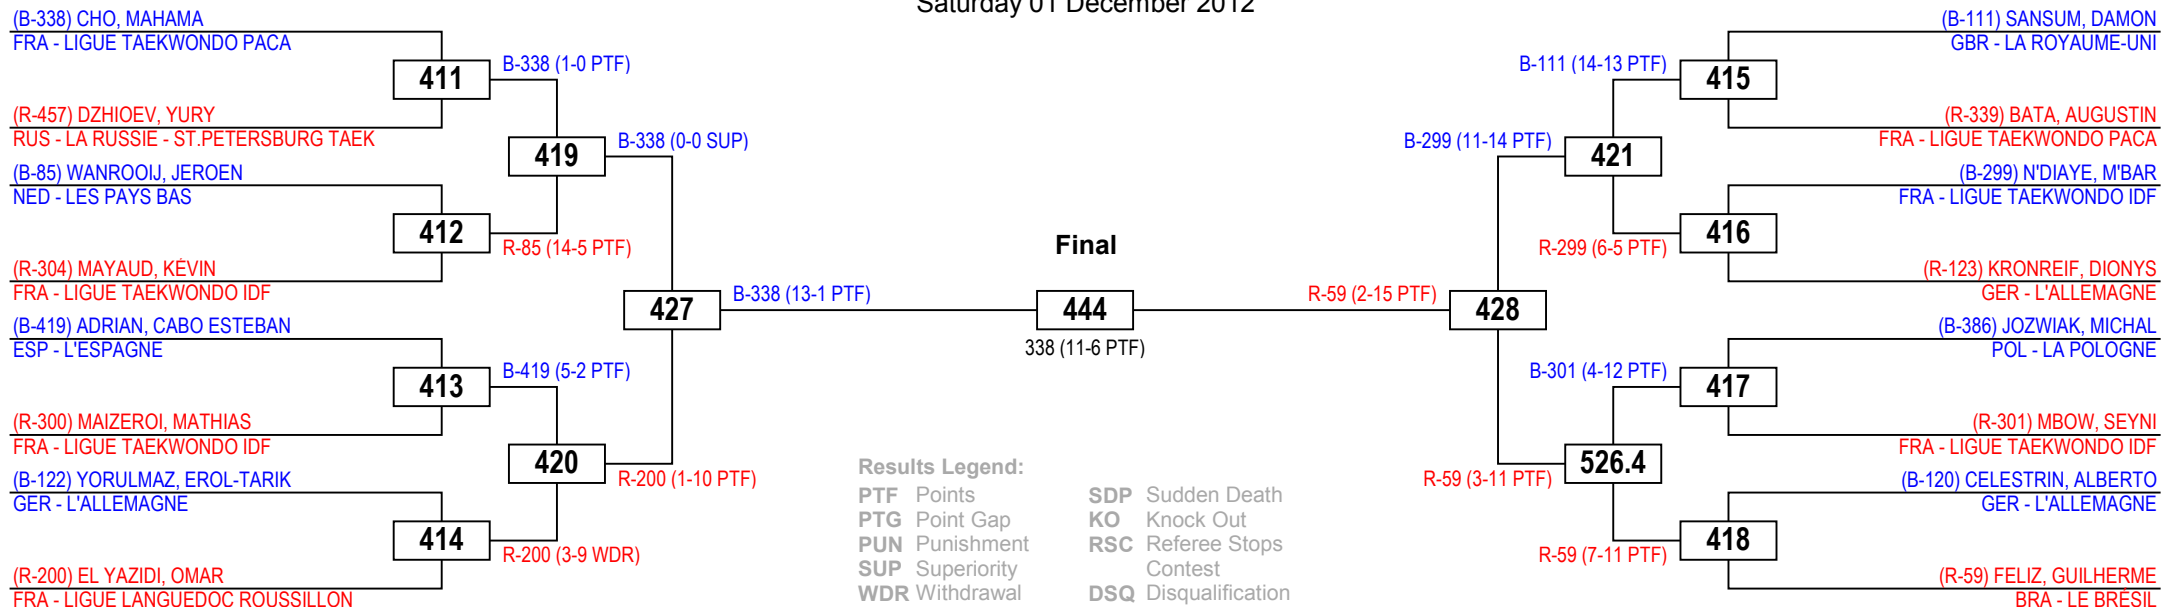 Saturday 01 December 2012
(B-338) CHO, MAHAMA
FRA - LIGUE TAEKWONDO PACA
411
B-338 (1-0 PTF)
(R-457) DZHIOEV, YURY
RUS - LA RUSSIE - ST.PETERSBURG TAEK
419
B-338 (0-0 SUP)
(B-85) WANROOIJ, JEROEN
NED - LES PAYS BAS
412
R-85 (14-5 PTF)
(R-304) MAYAUD, KÉVIN
FRA - LIGUE TAEKWONDO IDF
427
B-338 (13-1 PTF)
(B-419) ADRIAN, CABO ESTEBAN
ESP - L'ESPAGNE
413
B-419 (5-2 PTF)
(R-300) MAIZEROI, MATHIAS
FRA - LIGUE TAEKWONDO IDF
420
R-200 (1-10 PTF)
(B-122) YORULMAZ, EROL-TARIK
GER - L'ALLEMAGNE
414
R-200 (3-9 WDR)
(R-200) EL YAZIDI, OMAR
FRA - LIGUE LANGUEDOC ROUSSILLON
Final
444
338 (11-6 PTF)
Results Legend:
PTF Points
PTG Point Gap
PUN Punishment
SUP Superiority
WDR Withdrawal
SDP Sudden Death
KO Knock Out
RSC Referee Stops
Contest
DSQ Disqualification
(B-111) SANSUM, DAMON
GBR - LA ROYAUME-UNI
B-111 (14-13 PTF)
415
(R-339) BATA, AUGUSTIN
FRA - LIGUE TAEKWONDO PACA
B-299 (11-14 PTF)
421
(B-299) N'DIAYE, M'BAR
FRA - LIGUE TAEKWONDO IDF
R-299 (6-5 PTF)
416
(R-123) KRONREIF, DIONYS
GER - L'ALLEMAGNE
R-59 (2-15 PTF)
428
(B-386) JOZWIAK, MICHAL
POL - LA POLOGNE
B-301 (4-12 PTF)
417
(R-301) MBOW, SEYNI
FRA - LIGUE TAEKWONDO IDF
R-59 (3-11 PTF)
526.4
(B-120) CELESTRIN, ALBERTO
GER - L'ALLEMAGNE
R-59 (7-11 PTF)
418
(R-59) FELIZ, GUILHERME
BRA - LE BRÉSIL